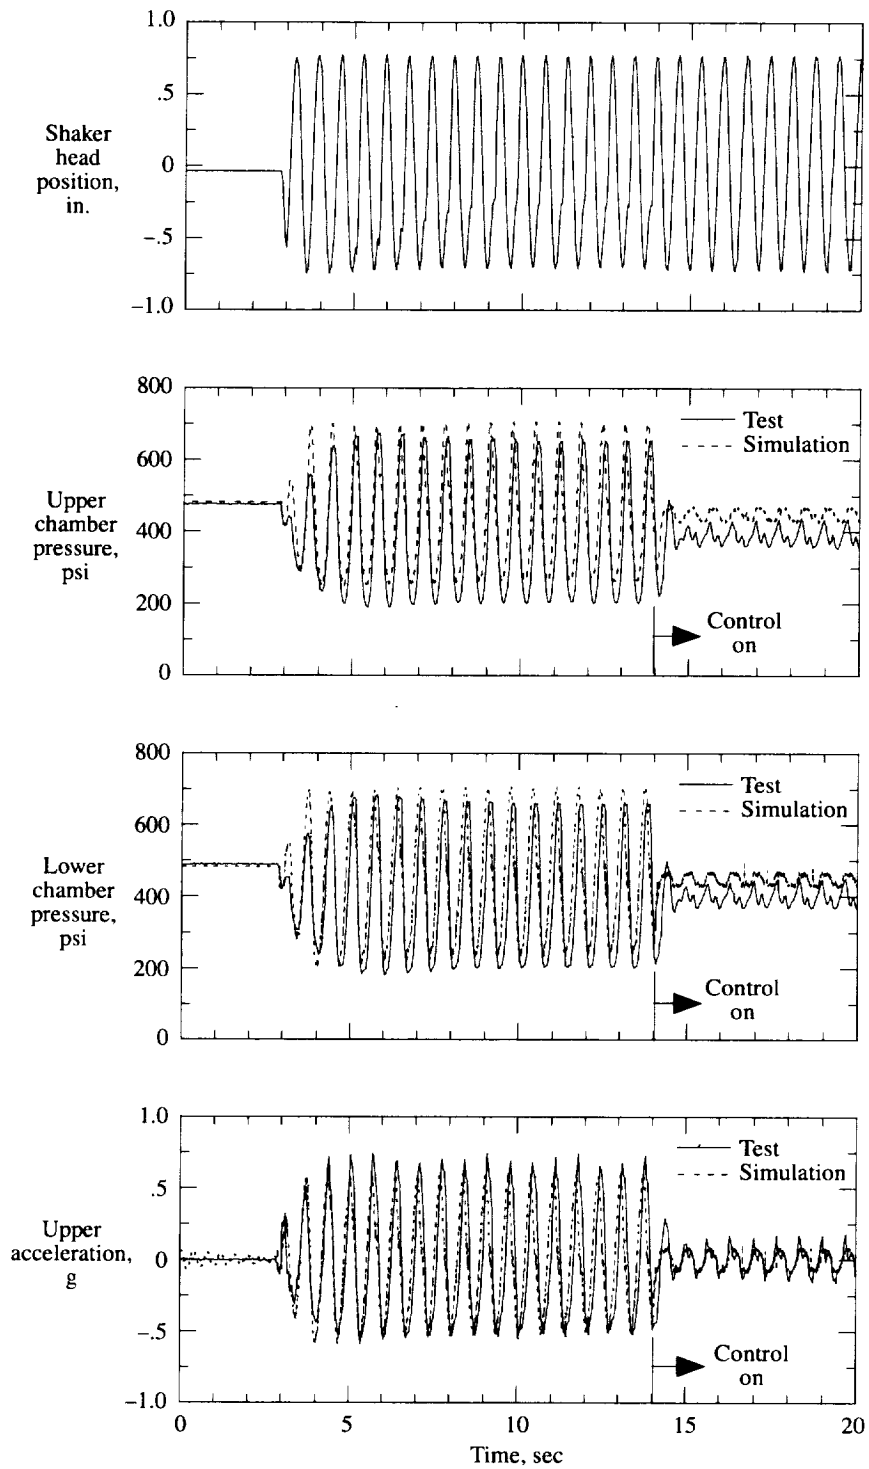 1.0
.5
0
–.5
–1.0
Shaker
head
position,
in.
800
600
400
200
0
Upper
chamber
pressure,
psi
Test
Simulation
Control
on
800
600
400
200
0
Lower
chamber
pressure,
psi
Test
Simulation
Control
on
1.0
.5
0
–.5
–1.0
Upper
acceleration,
g
Test
Simulation
Control
on
0 5 10 15 20
Time, sec